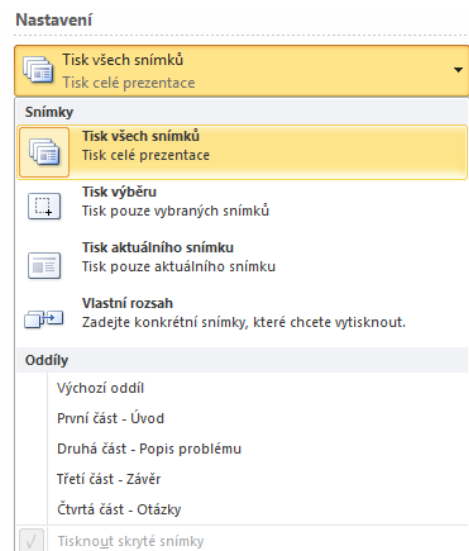 Nastavení
Tisk všech snímků
Tisk celé prezentace
Snímky
Tisk všech snímků
Tisk celé prezentace
Tisk výběru
Tisk pouze vybraných snímků
Tisk aktuálního snímku
Tisk pouze aktuálního snímku
Vlastní rozsah
Zadejte konkrétní snímky, které chcete vytisknout.
Oddíly
Výchozí oddíl
První část - Úvod
Druhá část - Popis problému
Třetí část - Závěr
Čtvrtá část - Otázky
Tisknout skryté snímky